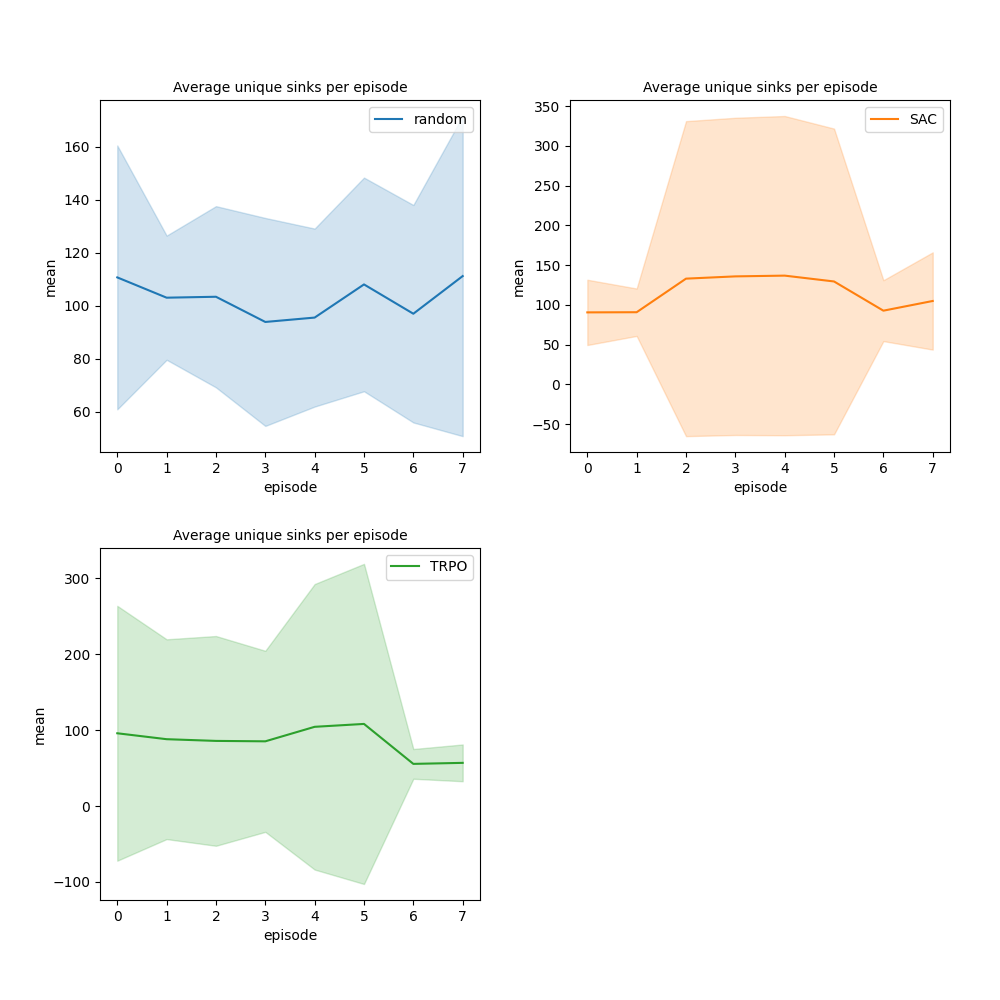 Average unique sinks per episode
random
160
140
120
100
80
60
mean
0 1 2 3 4 5 6 7
episode
Average unique sinks per episode
SAC
350
300
250
200
150
100
50
0
−50
mean
0 1 2 3 4 5 6 7
episode
Average unique sinks per episode
TRPO
300
200
100
0
−100
mean
0 1 2 3 4 5 6 7
episode